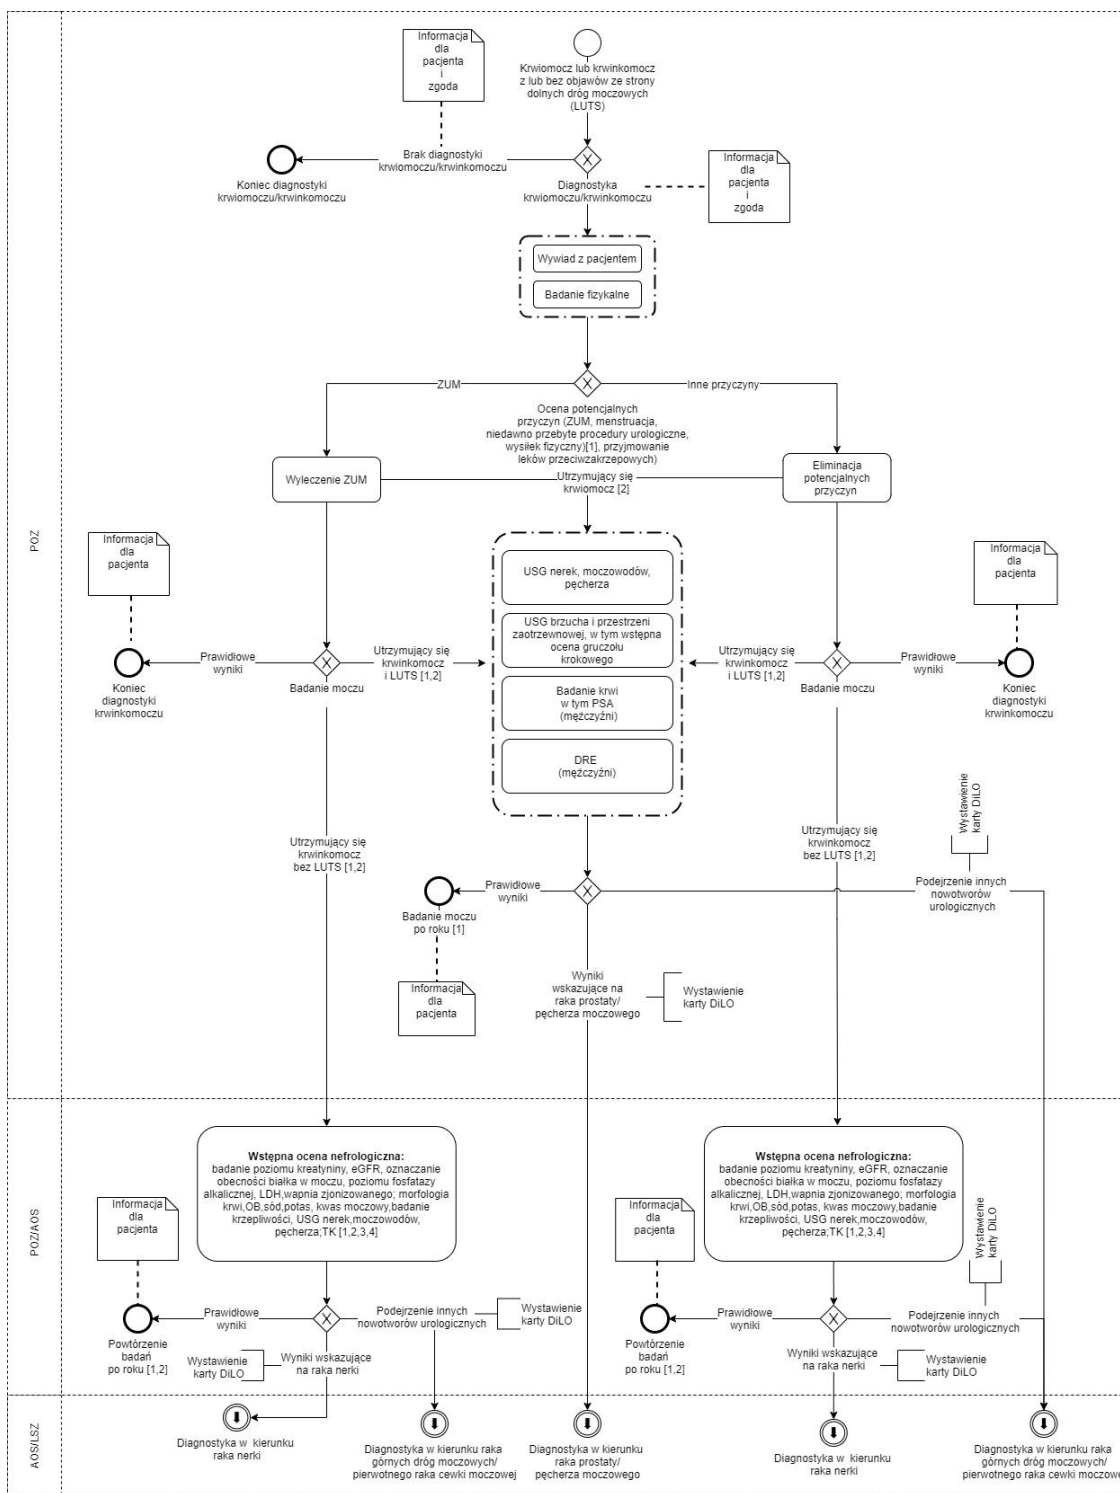 Informacja
dla
pacjenta
i
zgoda
Krwiomocz lub krwinkomocz
z lub bez objawów ze strony
dolnych dróg moczowych
(LUTS)
X
Brak diagnostyki
krwiomoczu/krwinkomoczu
Koniec diagnostyki
krwiomoczu/krwinkomoczu
Diagnostyka
krwiomoczu/krwinkomoczu
Informacja
dla
pacjenta
i
zgoda
Wywiad z pacjentem
Badanie fizykalne
ZUM
X
Inne przyczyny
Ocena potencjalnych
przyczyn (ZUM, menstruacja,
niedawno przebyte procedury urologiczne,
wysiłek fizyczny)[1], przyjmowanie
leków przeciwzakrzepowych)
Wyleczenie ZUM
Utrzymujący się
krwiomocz [2]
Eliminacja
potencjalnych
przyczyn
POZ
Informacja
dla
pacjenta
Informacja
dla
pacjenta
USG nerek, moczowodów,
pęcherza
USG brzucha i przestrzeni
zaotrzewnowej, w tym wstępna
ocena gruczołu
krokowego
Badanie krwi
w tym PSA
(mężczyźni)
DRE
(mężczyźni)
Prawidłowe
wyniki
Koniec
diagnostyki
krwinkomoczu
X
Badanie moczu
Utrzymujący się
krwinkomocz
i LUTS [1,2]
Utrzymujący się
krwinkomocz
i LUTS [1,2]
X
Badanie moczu
Prawidłowe
wyniki
Koniec
diagnostyki
krwinkomoczu
Utrzymujący się
krwinkomocz
bez LUTS [1,2]
Utrzymujący się
krwinkomocz
bez LUTS [1,2]
Wystawienie
karty DiLO
Prawidłowe
wyniki
X
Podejrzenie innych
nowotworów
urologicznych
Badanie moczu
po roku [1]
Informacja
dla
pacjenta
Wyniki
wskazujące na
raka prostaty/
pęcherza moczowego
Wystawienie
karty DiLO
POZ/AOS
Wstępna ocena nefrologiczna:
badanie poziomu kreatyniny, eGFR, oznaczanie
obecności białka w moczu, poziomu fosfatazy
alkalicznej, LDH,wapnia zjonizowanego; morfologia
krwi,OB,sód,potas, kwas moczowy,badanie
krzepliwości, USG nerek,moczowodów,
pęcherza;TK [1,2,3,4]
Wstępna ocena nefrologiczna:
badanie poziomu kreatyniny, eGFR, oznaczanie
obecności białka w moczu, poziomu fosfatazy
alkalicznej, LDH,wapnia zjonizowanego; morfologia
krwi,OB,sód,potas, kwas moczowy,badanie
krzepliwości, USG nerek,moczowodów,
pęcherza;TK [1,2,3,4]
Informacja
dla
pacjenta
Informacja
dla
pacjenta
Wystawienie
karty DiLO
Prawidłowe
wyniki
X
Podejrzenie innych
nowotworów urologicznych
Wystawienie
karty DiLO
Powtórzenie
badań
po roku [1,2]
Wystawienie
karty DiLO
Wyniki wskazujące
na raka nerki
Prawidłowe
wyniki
X
Podejrzenie innych
nowotworów urologicznych
Powtórzenie
badań
po roku [1,2]
Wyniki wskazujące
na raka nerki
Wystawienie
karty DiLO
AOS/LSZ
Diagnostyka w kierunku
raka nerki
Diagnostyka w kierunku raka
górnych dróg moczowych/
pierwotnego raka cewki moczowej
Diagnostyka w kierunku
raka prostaty/
pęcherza moczowego
Diagnostyka w kierunku
raka nerki
Diagnostyka w kierunku raka
górnych dróg moczowych/
pierwotnego raka cewki moczowe